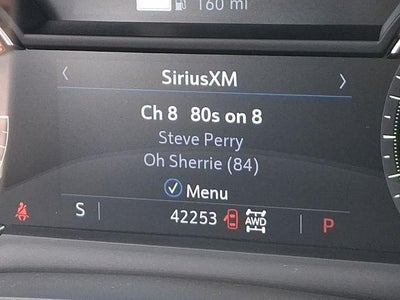 160 mi
SiriusXM
Ch 8 80s on 8
Steve Perry
Oh Sherrie (84)
Menu
S 42253 AWD P